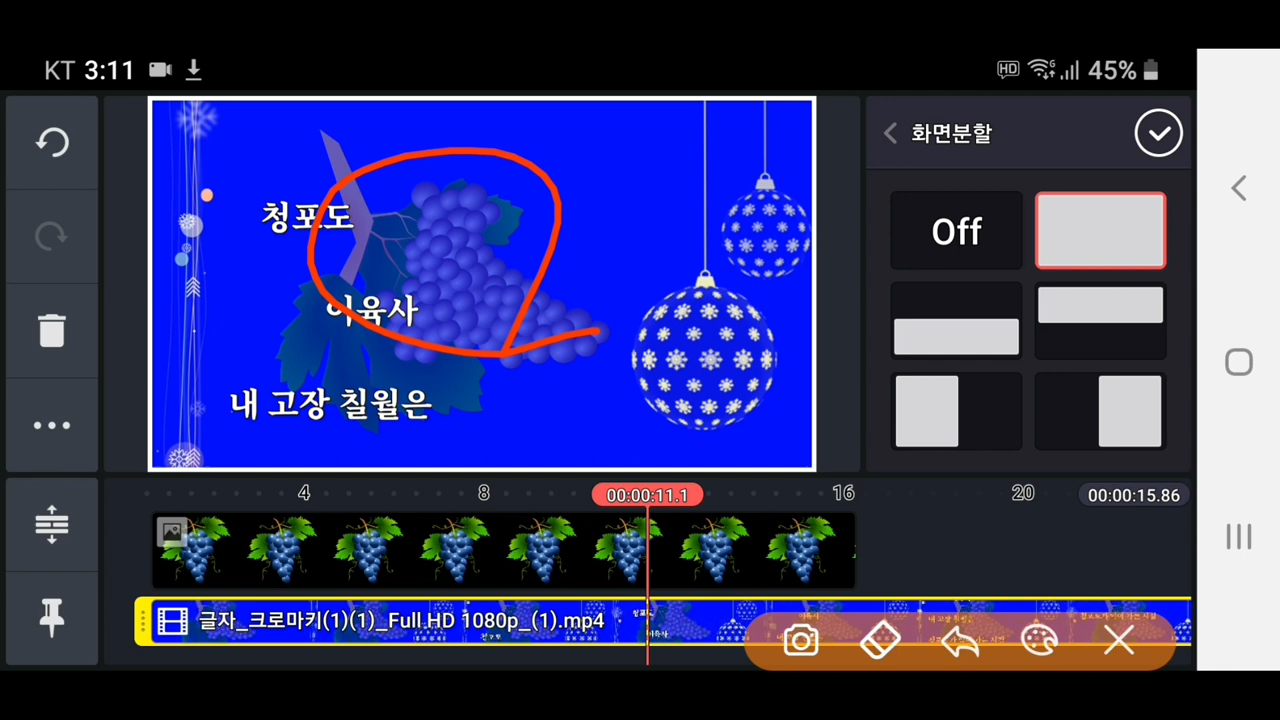 KT 3:11
HD 45%
청포도
이육사
내 고장 칠월은
화면분할
Off
4 8 00:00:11.1 16 20 00:00:15.86
글자_크로마키(1)(1)_Full HD 1080p_(1).mp4